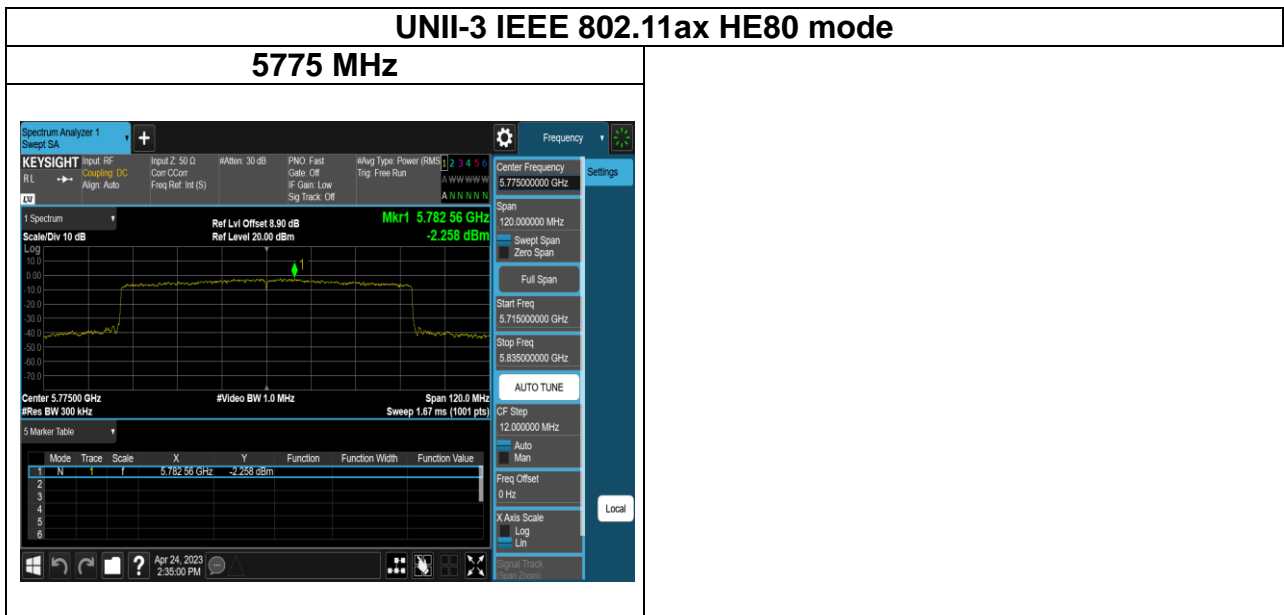 UNII-3 IEEE 802.11ax HE80 mode
5775 MHz
Spectrum Analyzer 1
Swept SA
+
Frequency
KEYSIGHT
RL
LXI
Input: RF
Coupling: DC
Align: Auto
Input Z: 50 Ω
Corr CCorr
Freq Ref: Int (S)
#Atten: 30 dB
PNO: Fast
Gate: Off
IF Gain: Low
Sig Track: Off
#Avg Type: Power (RMS
Trig: Free Run
1 2 3 4 5 6
A W W W W W
A N N N N N
Center Frequency
5.775000000 GHz
Settings
1 Spectrum
Scale/Div 10 dB
Ref Lvl Offset 8.90 dB
Ref Level 20.00 dBm
Mkr1 5.782 56 GHz
-2.258 dBm
Log
10.0
0.00
-10.0
-20.0
-30.0
-40.0
-50.0
-60.0
-70.0
1
Center 5.77500 GHz
#Res BW 300 kHz
#Video BW 1.0 MHz
Span 120.0 MHz
Sweep 1.67 ms (1001 pts)
Span
120.000000 MHz
Swept Span
Zero Span
Full Span
Start Freq
5.715000000 GHz
Stop Freq
5.835000000 GHz
AUTO TUNE
CF Step
12.000000 MHz
Auto
Man
Freq Offset
0 Hz
X Axis Scale
Log
Lin
Signal Track
(Span Zoom)
Local
5 Marker Table
Mode Trace Scale X Y Function Function Width Function Value
1 N 1 f 5.782 56 GHz -2.258 dBm
2
3
4
5
6
?
Apr 24, 2023
2:35:00 PM